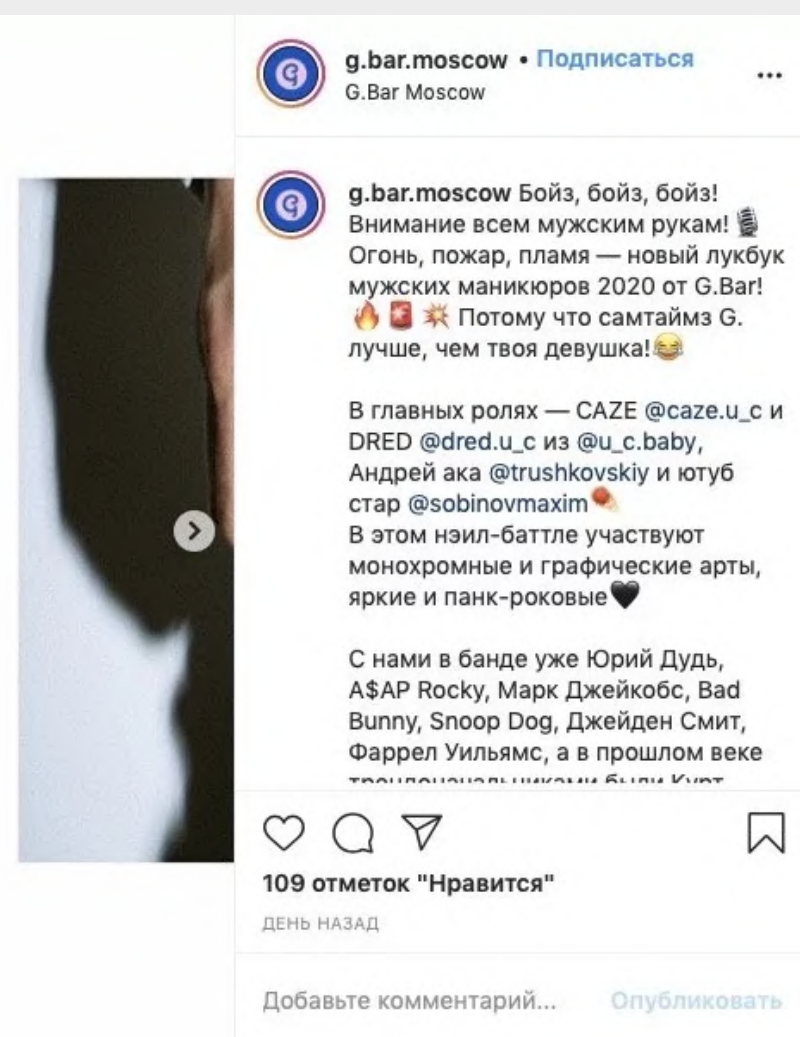 g.bar.moscow • Подписаться
G.Bar Moscow
g.bar.moscow Бойз, бойз, бойз!
Внимание всем мужским рукам! 🎙
Огонь, пожар, пламя — новый лукбук
мужских маникюров 2020 от G.Bar!
🔥🚨💥 Потому что самтаймз G.
лучше, чем твоя девушка!😂
В главных ролях — CAZE @caze.u_c и
DRED @dred.u_c из @u_c.baby,
Андрей ака @trushkovskiy и ютуб
стар @sobinovmaxim
В этом нэил-баттле участвуют
монохромные и графические арты,
яркие и панк-роковые🖤
С нами в банде уже Юрий Дудь,
A$AP Rocky, Марк Джейкобс, Bad
Bunny, Snoop Dog, Джейден Смит,
Фаррел Уильямс, а в прошлом веке
трендоначальниками были Курт
109 отметок "Нравится"
ДЕНЬ НАЗАД
Добавьте комментарий... Опубликовать